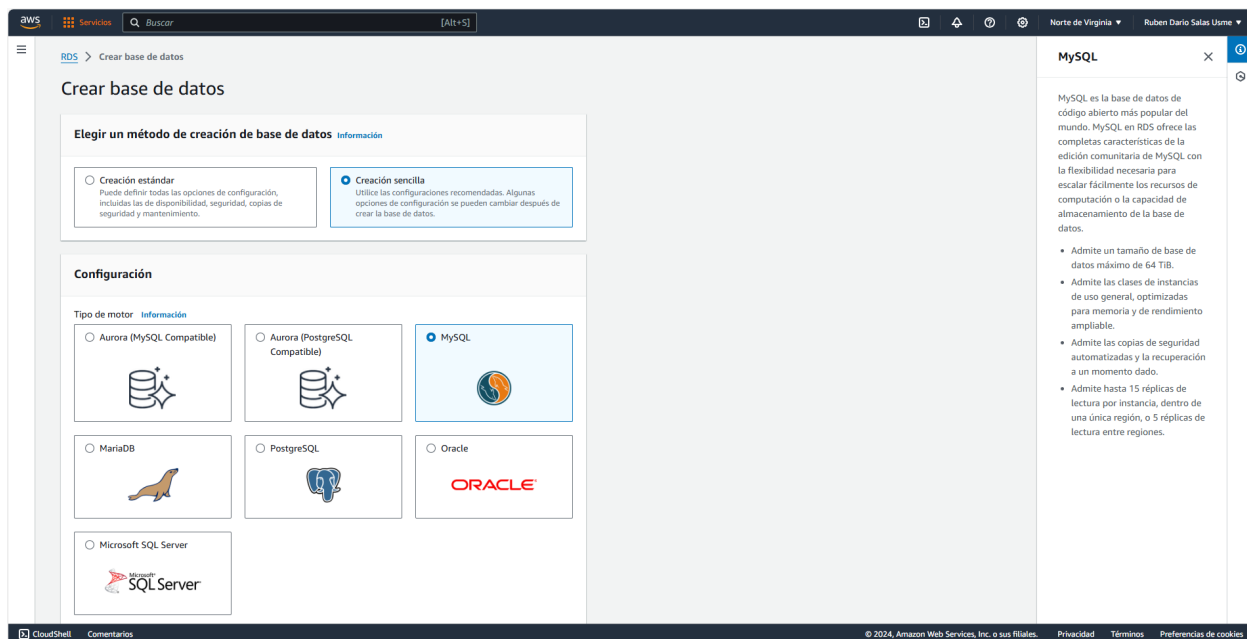 aws
Servicios
Buscar
[Alt+S]
Norte de Virginia
Ruben Dario Salas Usme
RDS > Crear base de datos
Crear base de datos
Elegir un método de creación de base de datos Información
Creación estándar
Puede definir todas las opciones de configuración,
incluidas las de disponibilidad, seguridad, copias de
seguridad y mantenimiento.
Creación sencilla
Utilice las configuraciones recomendadas. Algunas
opciones de configuración se pueden cambiar después de
crear la base de datos.
Configuración
Tipo de motor Información
Aurora (MySQL Compatible)
Aurora (PostgreSQL
Compatible)
MySQL
MariaDB
PostgreSQL
Oracle
ORACLE
Microsoft SQL Server
Microsoft
SQL Server
MySQL
MySQL es la base de datos de
código abierto más popular del
mundo. MySQL en RDS ofrece las
completas características de la
edición comunitaria de MySQL con
la flexibilidad necesaria para
escalar fácilmente los recursos de
computación o la capacidad de
almacenamiento de la base de
datos.
• Admite un tamaño de base de
datos máximo de 64 TiB.
• Admite las clases de instancias
de uso general, optimizadas
para memoria y de rendimiento
ampliable.
• Admite las copias de seguridad
automatizadas y la recuperación
a un momento dado.
• Admite hasta 15 réplicas de
lectura por instancia, dentro de
una única región, o 5 réplicas de
lectura entre regiones.
CloudShell
Comentarios
© 2024, Amazon Web Services, Inc. o sus filiales.
Privacidad
Términos
Preferencias de cookies